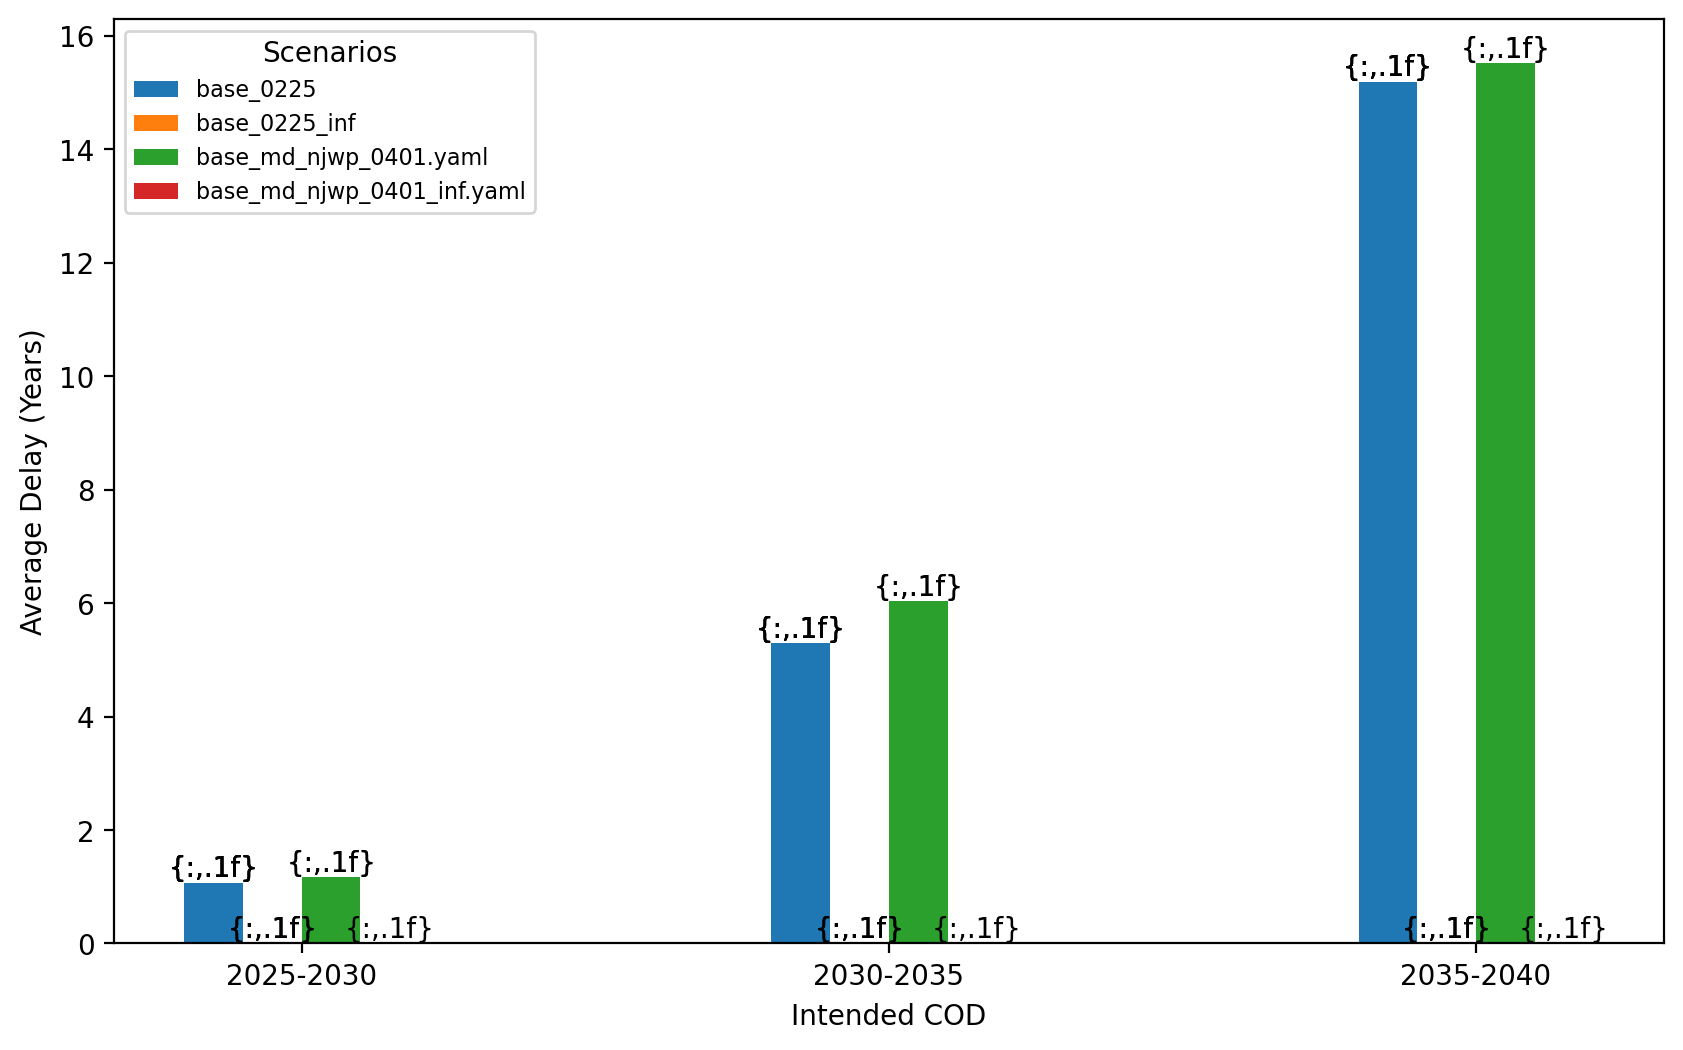 Scenarios
base_0225
base_0225_inf
base_md_njwp_0401.yaml
base_md_njwp_0401_inf.yaml
Average Delay (Years)
16
14
12
10
8
6
4
2
0
{:,.1f}
{:,.1f}
{:,.1f}
{:,.1f}
{:,.1f}
{:,.1f}
{:,.1f}
{:,.1f}
{:,.1f}
{:,.1f}
{:,.1f}
{:,.1f}
2025-2030
2030-2035
2035-2040
Intended COD